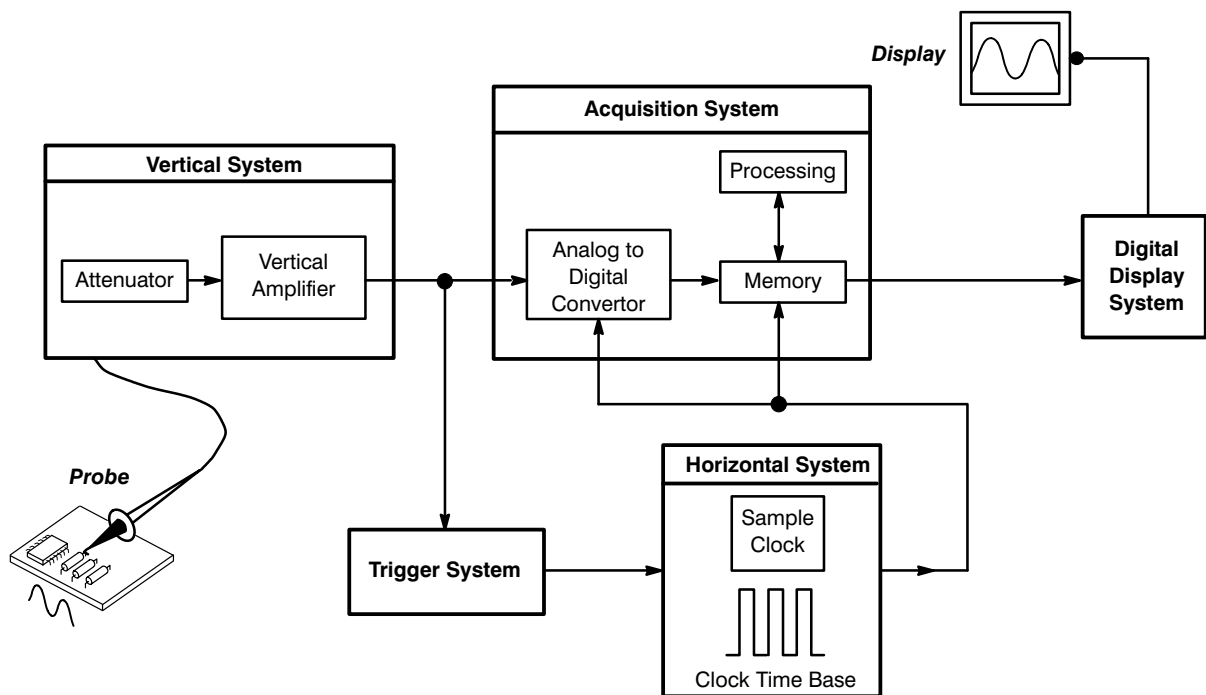 Display
Acquisition System
Vertical System
Processing
Attenuator
Vertical
Amplifier
Analog to
Digital
Convertor
Memory
Digital
Display
System
Probe
Horizontal System
Sample
Clock
Trigger System
Clock Time Base